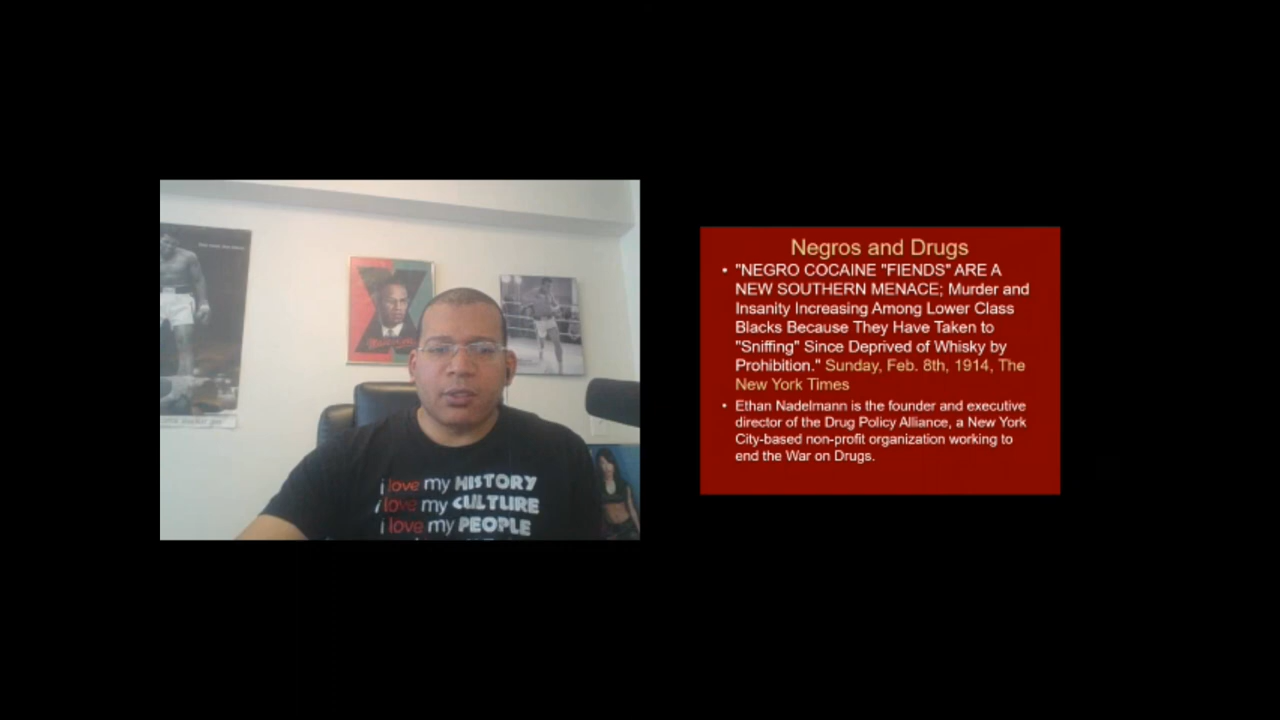 i love my HISTORY
i love my CULTURE
i love my PEOPLE
Negros and Drugs
• "NEGRO COCAINE "FIENDS" ARE A
NEW SOUTHERN MENACE; Murder and
Insanity Increasing Among Lower Class
Blacks Because They Have Taken to
"Sniffing" Since Deprived of Whisky by
Prohibition." Sunday, Feb. 8th, 1914, The
New York Times
• Ethan Nadelmann is the founder and executive
director of the Drug Policy Alliance, a New York
City-based non-profit organization working to
end the War on Drugs.